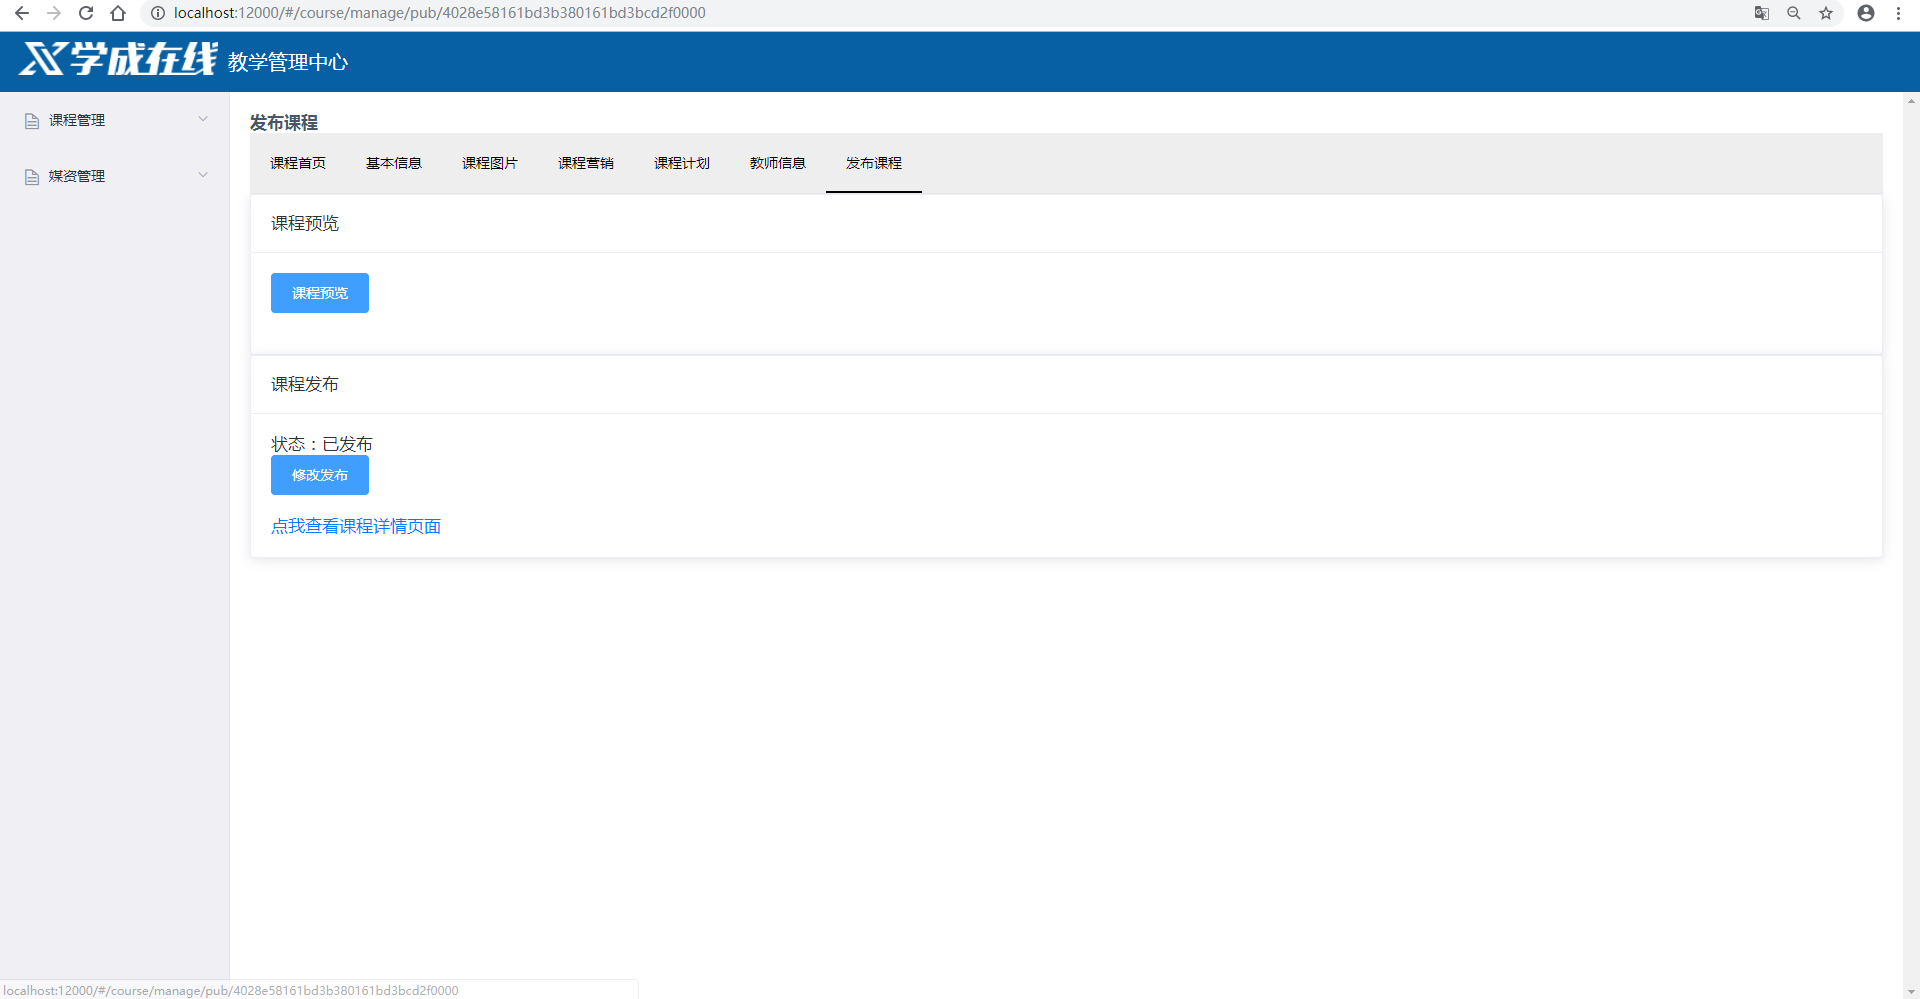 localhost:12000/#/course/manage/pub/4028e58161bd3b380161bd3bcd2f0000
学成在线 教学管理中心
课程管理
媒资管理
发布课程
课程首页 基本信息 课程图片 课程营销 课程计划 教师信息 发布课程
课程预览
课程预览
课程发布
状态：已发布
修改发布
点我查看课程详情页面
localhost:12000/#/course/manage/pub/4028e58161bd3b380161bd3bcd2f0000